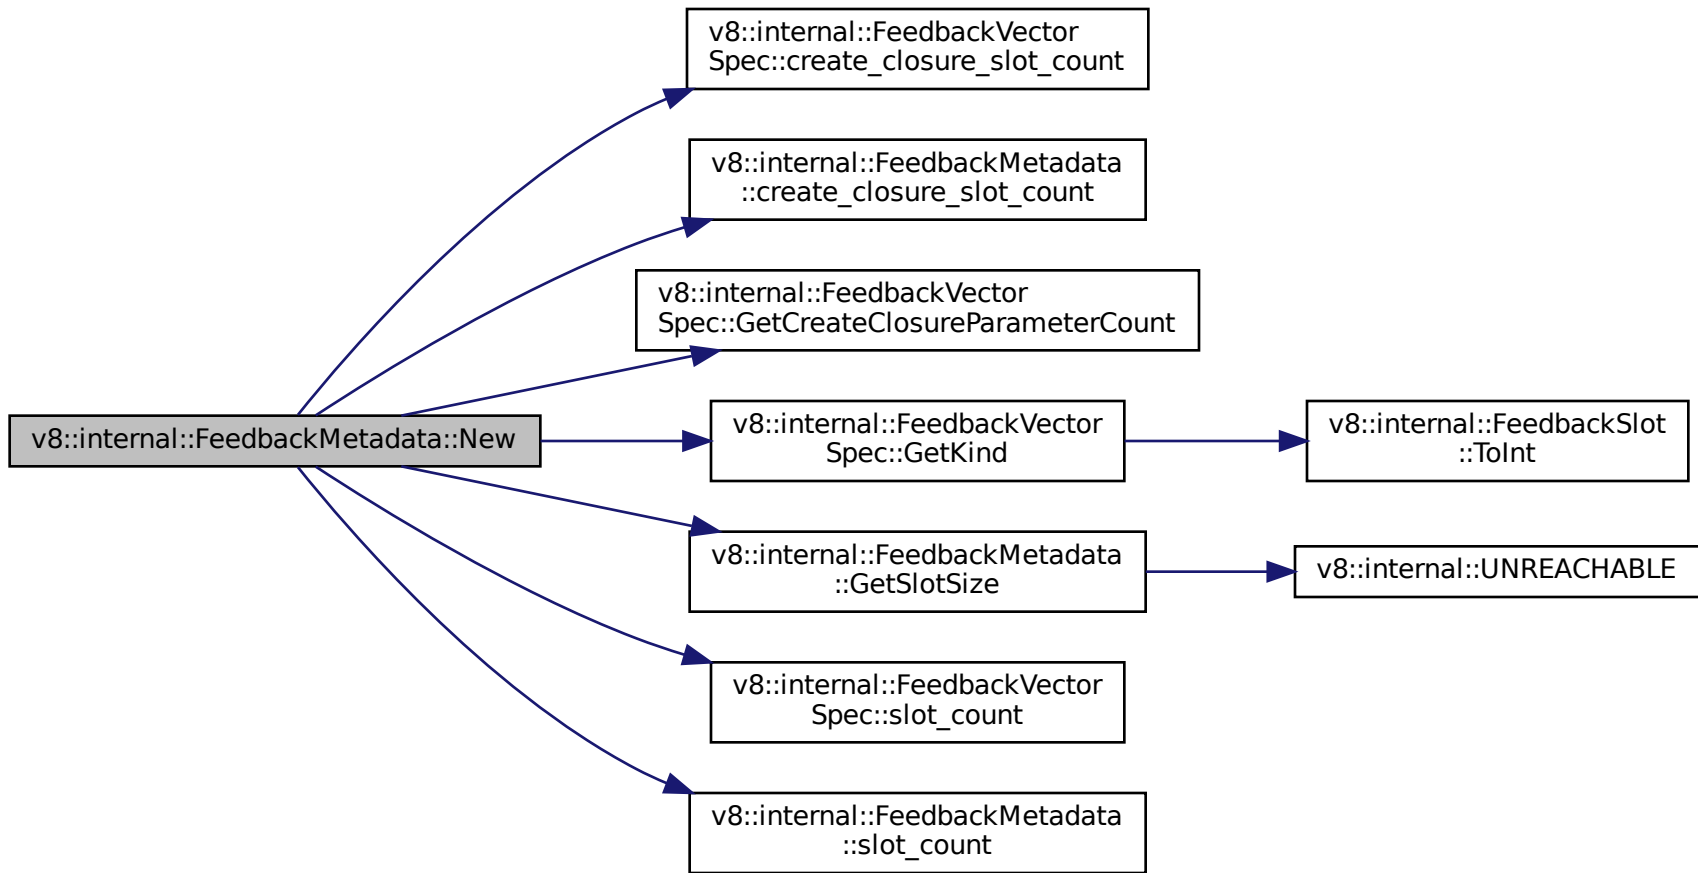 v8::internal::FeedbackVector
Spec::create_closure_slot_count
v8::internal::FeedbackMetadata
::create_closure_slot_count
v8::internal::FeedbackVector
Spec::GetCreateClosureParameterCount
v8::internal::FeedbackMetadata::New
v8::internal::FeedbackVector
Spec::GetKind
v8::internal::FeedbackSlot
::ToInt
v8::internal::FeedbackMetadata
::GetSlotSize
v8::internal::UNREACHABLE
v8::internal::FeedbackVector
Spec::slot_count
v8::internal::FeedbackMetadata
::slot_count